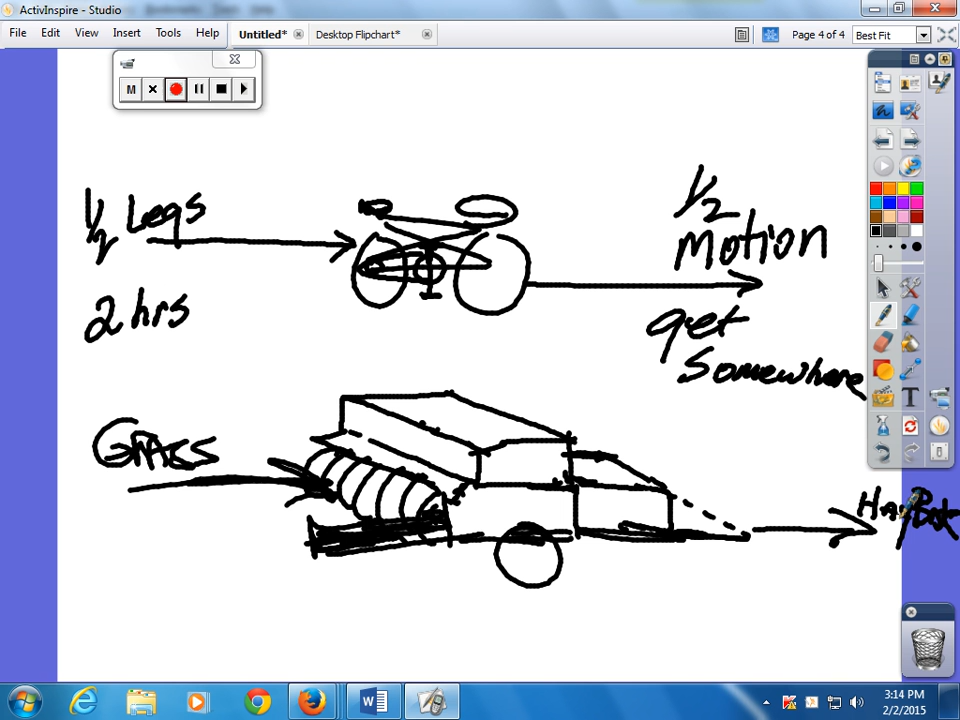 ActivInspire - Studio
File Edit View Insert Tools Help Untitled* Desktop Flipchart* Page 4 of 4 Best Fit
M
1/2 Legs
2 hrs
1/2
MOTION
get
Somewhere
GRASS
T
W
3:14 PM
2/2/2015